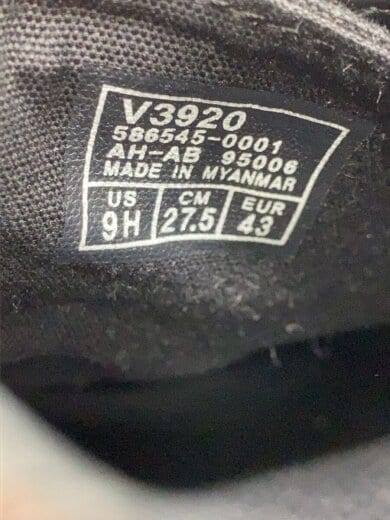 V3920
586545-0001
AH-AB 95006
MADE IN MYANMAR
US CM EUR
9H 27.5 43